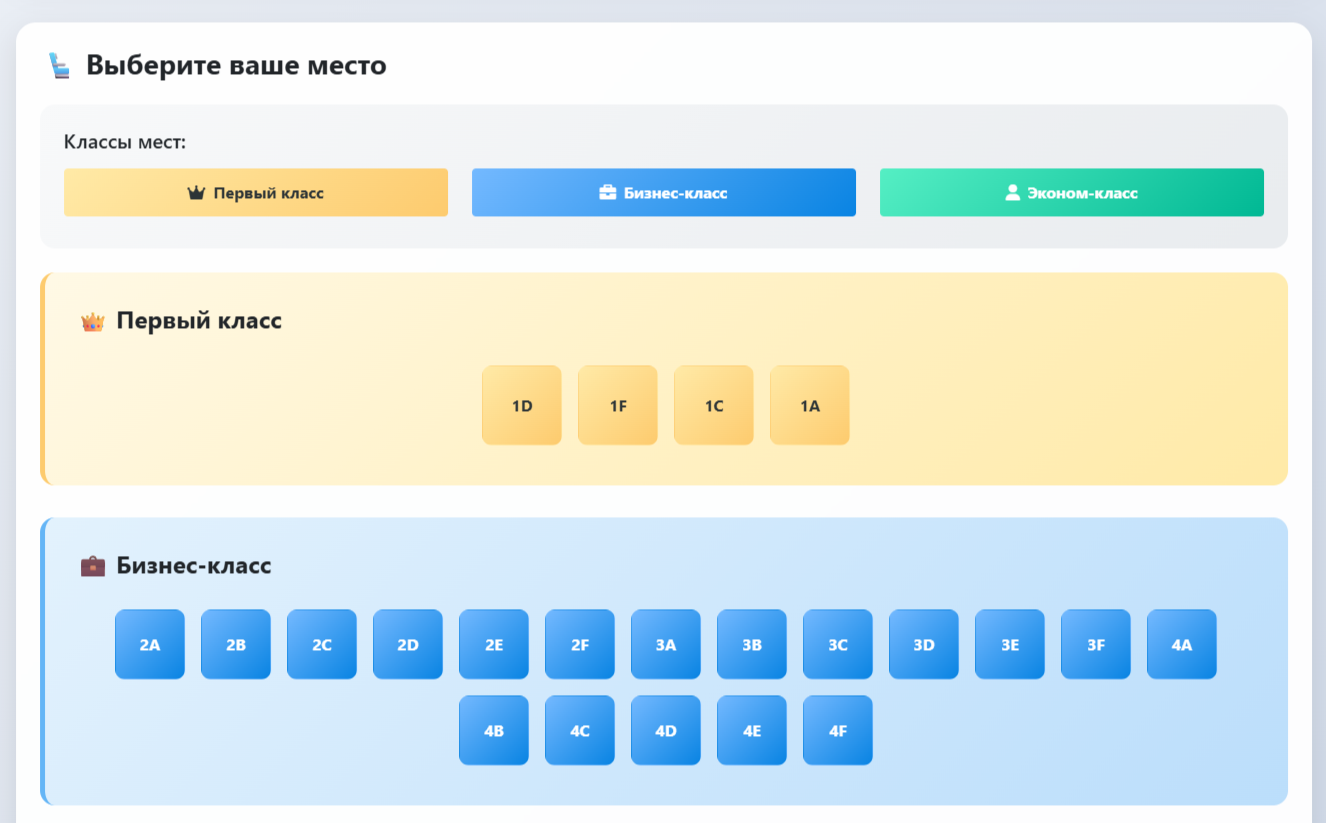 Выберите ваше место
Классы мест:
Первый класс Бизнес-класс Эконом-класс
Первый класс
1D 1F 1C 1A
Бизнес-класс
2A 2B 2C 2D 2E 2F 3A 3B 3C 3D 3E 3F 4A
4B 4C 4D 4E 4F